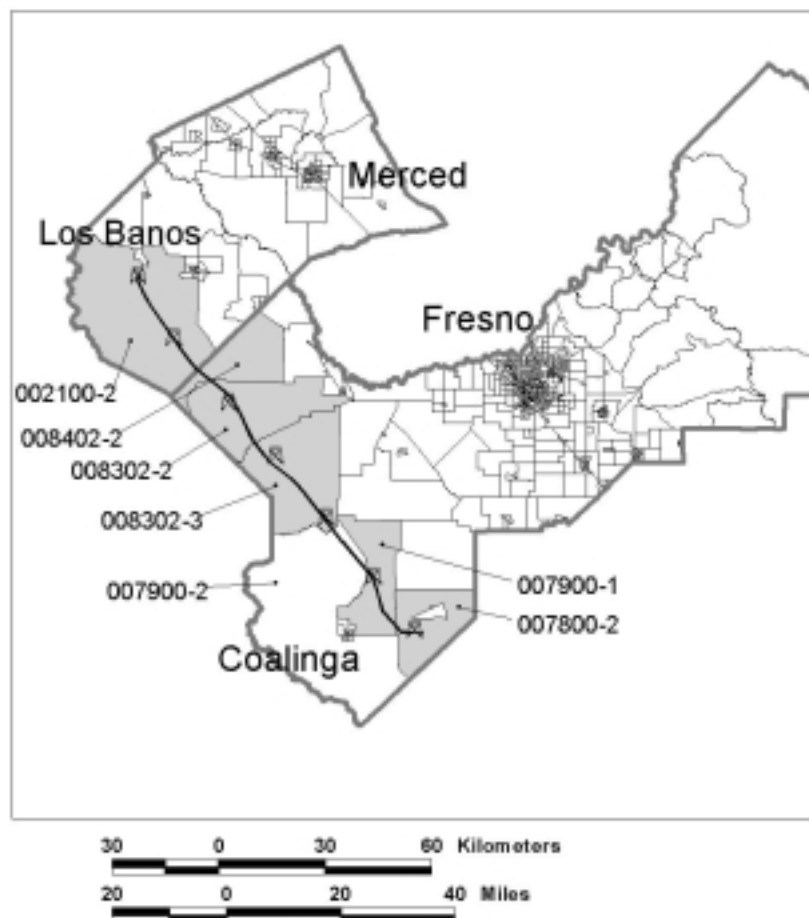 Merced
Los Banos
Fresno
002100-2
008402-2
008302-2
008302-3
007900-2
007900-1
007800-2
Coalinga
30 0 30 60 Kilometers
20 0 20 40 Miles